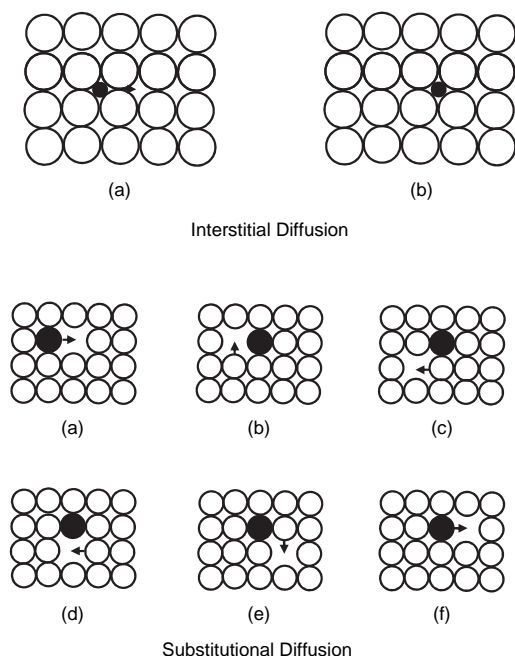 (a) (b)
Interstitial Diffusion
(a) (b) (c)
(d) (e) (f)
Substitutional Diffusion